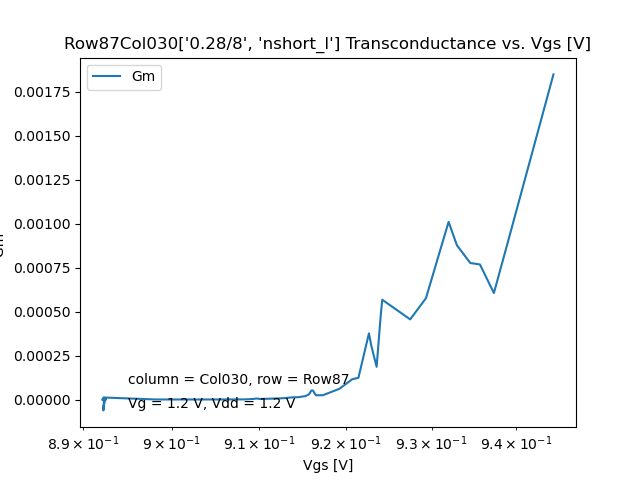 Row87Col030['0.28/8', 'nshort_l'] Transconductance vs. Vgs [V]
Gm
0.00175
0.00150
0.00125
0.00100
0.00075
0.00050
0.00025
0.00000
column = Col030, row = Row87
Vg = 1.2 V, Vdd = 1.2 V
8.9 × 10⁻¹ 9 × 10⁻¹ 9.1 × 10⁻¹ 9.2 × 10⁻¹ 9.3 × 10⁻¹ 9.4 × 10⁻¹
Vgs [V]